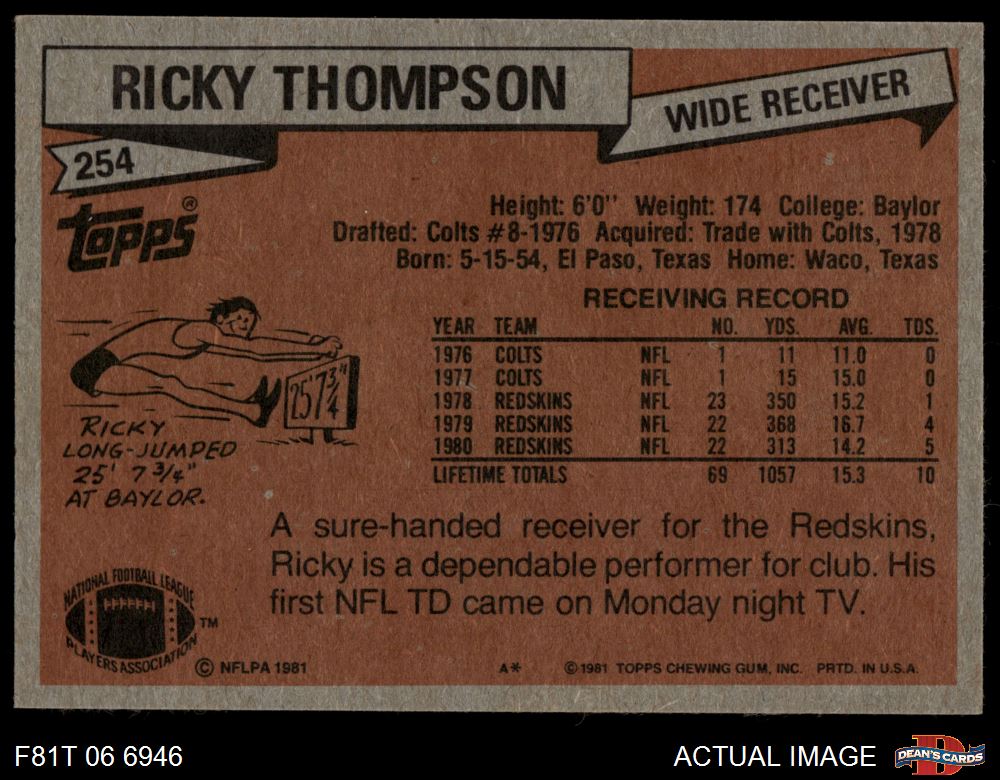 RICKY THOMPSON
WIDE RECEIVER
254
Topps®
Height: 6'0" Weight: 174 College: Baylor
Drafted: Colts #8-1976 Acquired: Trade with Colts, 1978
Born: 5-15-54, El Paso, Texas Home: Waco, Texas
RECEIVING RECORD
YEAR TEAM NO. YDS. AVG. TDS.
1976 COLTS NFL 1 11 11.0 0
1977 COLTS NFL 1 15 15.0 0
1978 REDSKINS NFL 23 350 15.2 1
1979 REDSKINS NFL 22 368 16.7 4
1980 REDSKINS NFL 22 313 14.2 5
LIFETIME TOTALS 69 1057 15.3 10
25'7 3/4"
RICKY
LONG-JUMPED
25' 7 3/4"
AT BAYLOR.
A sure-handed receiver for the Redskins,
Ricky is a dependable performer for club. His
first NFL TD came on Monday night TV.
NATIONAL FOOTBALL LEAGUE
PLAYERS ASSOCIATION
TM
© NFLPA 1981
A*
© 1981 TOPPS CHEWING GUM, INC. PRTD. IN U.S.A.
F81T 06 6946
ACTUAL IMAGE
DEAN'S CARDS